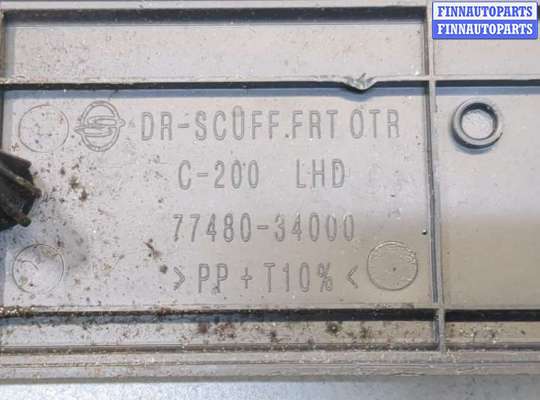 FINNAUTOPARTS
FINNAUTOPARTS
DR-SCUFF.FRT OTR
C-200 LHD
77480-34000
>PP+T10%<